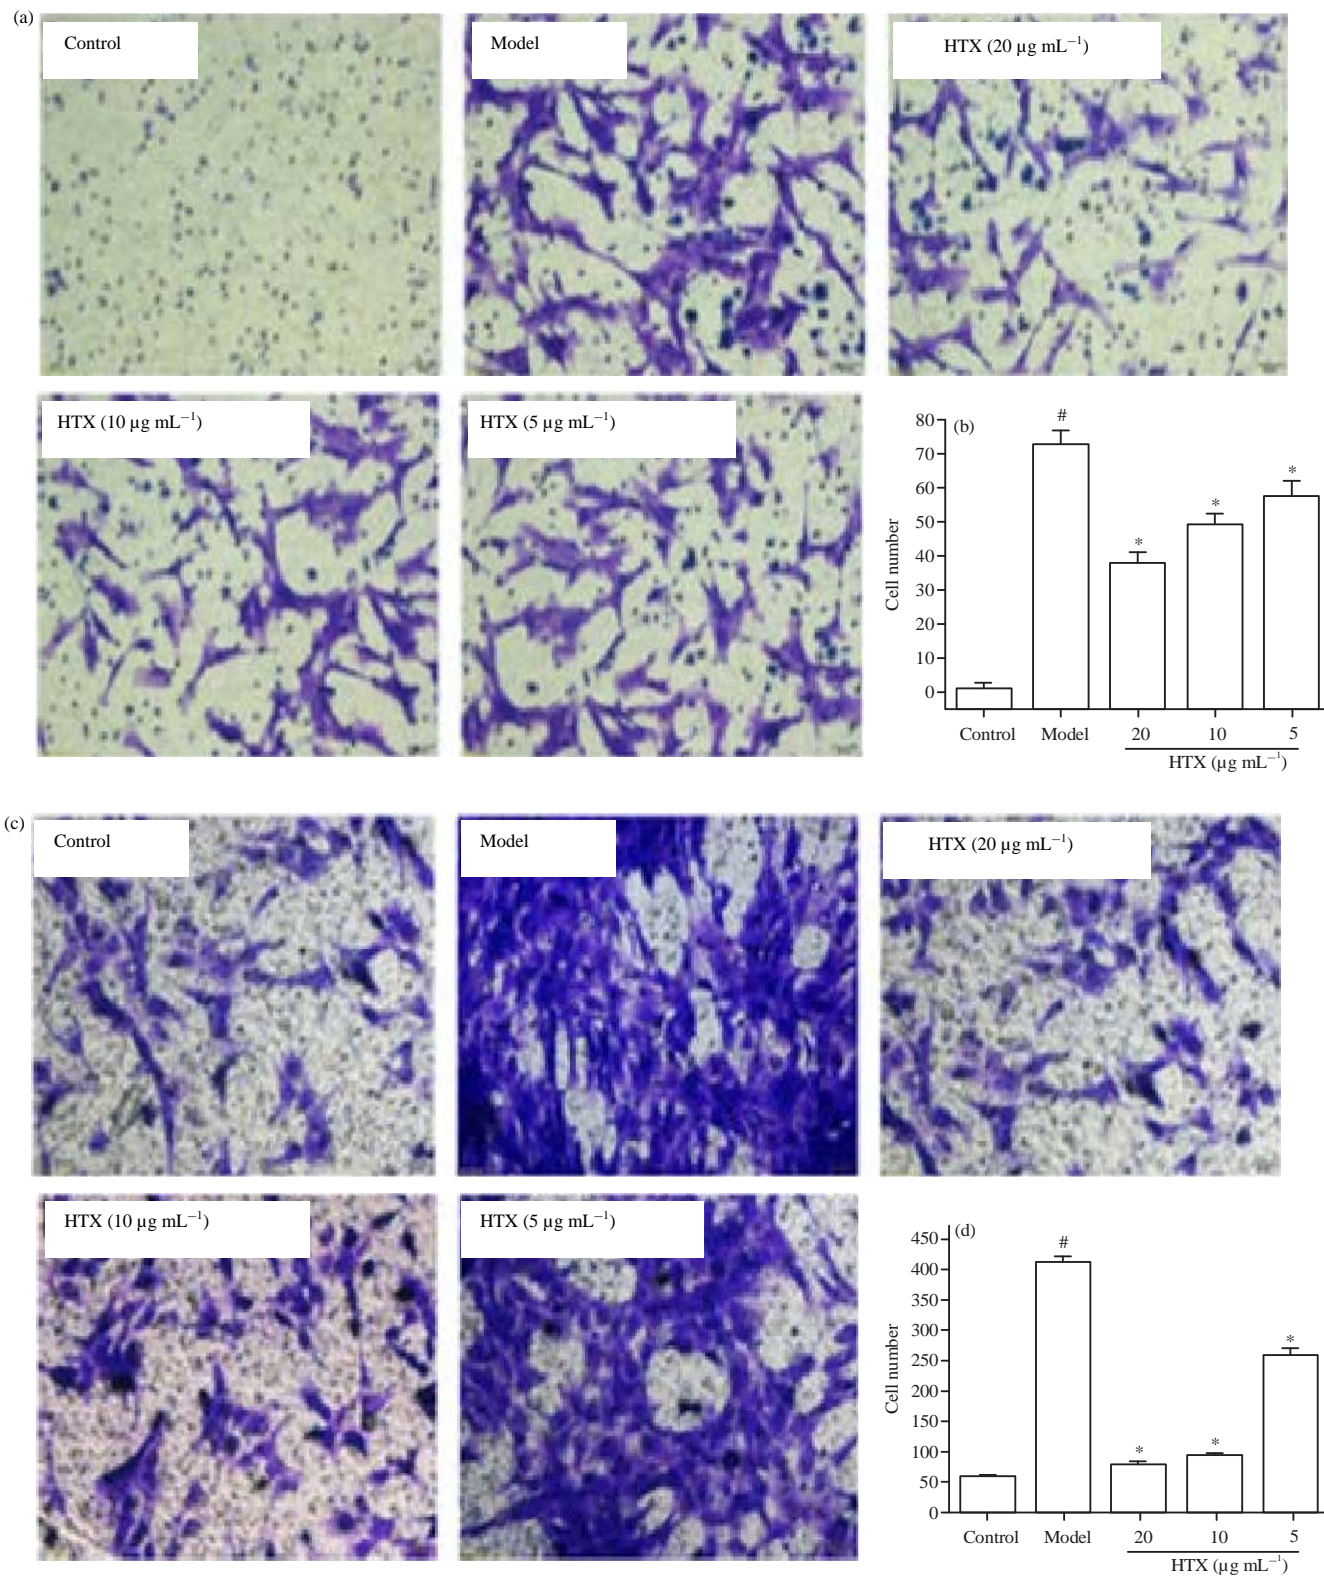 (a)
Control
Model
HTX (20 µg mL⁻¹)
HTX (10 µg mL⁻¹)
HTX (5 µg mL⁻¹)
(b)
80
70
60
50
40
30
20
10
0
Cell number
#
*
*
*
Control Model 20 10 5
HTX (µg mL⁻¹)
(c)
Control
Model
HTX (20 µg mL⁻¹)
HTX (10 µg mL⁻¹)
HTX (5 µg mL⁻¹)
(d)
450
400
350
300
250
200
150
100
50
0
Cell number
#
*
*
*
Control Model 20 10 5
HTX (µg mL⁻¹)